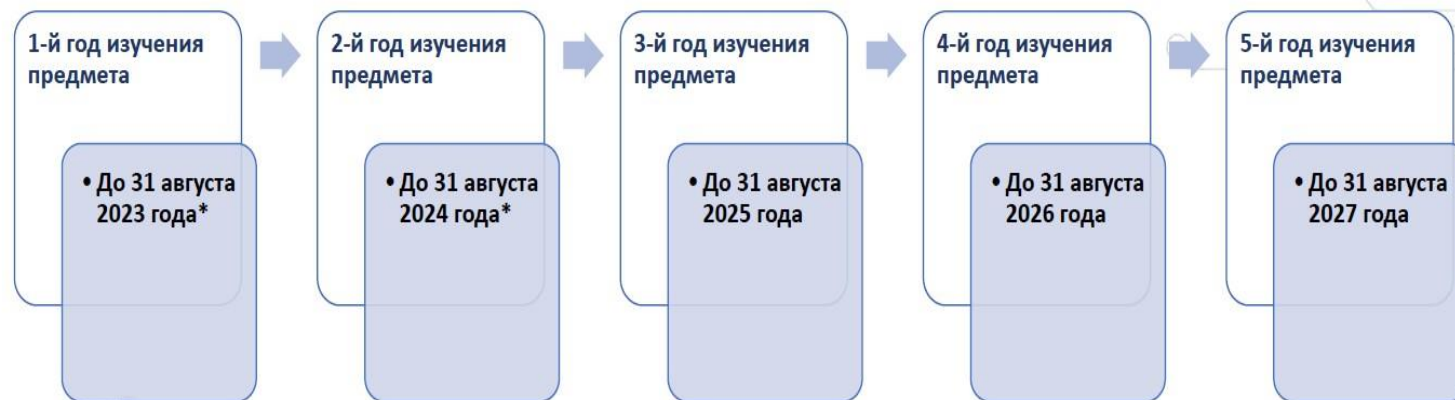 1-й год изучения
предмета
• До 31 августа
2023 года*
2-й год изучения
предмета
• До 31 августа
2024 года*
3-й год изучения
предмета
• До 31 августа
2025 года
4-й год изучения
предмета
• До 31 августа
2026 года
5-й год изучения
предмета
• До 31 августа
2027 года